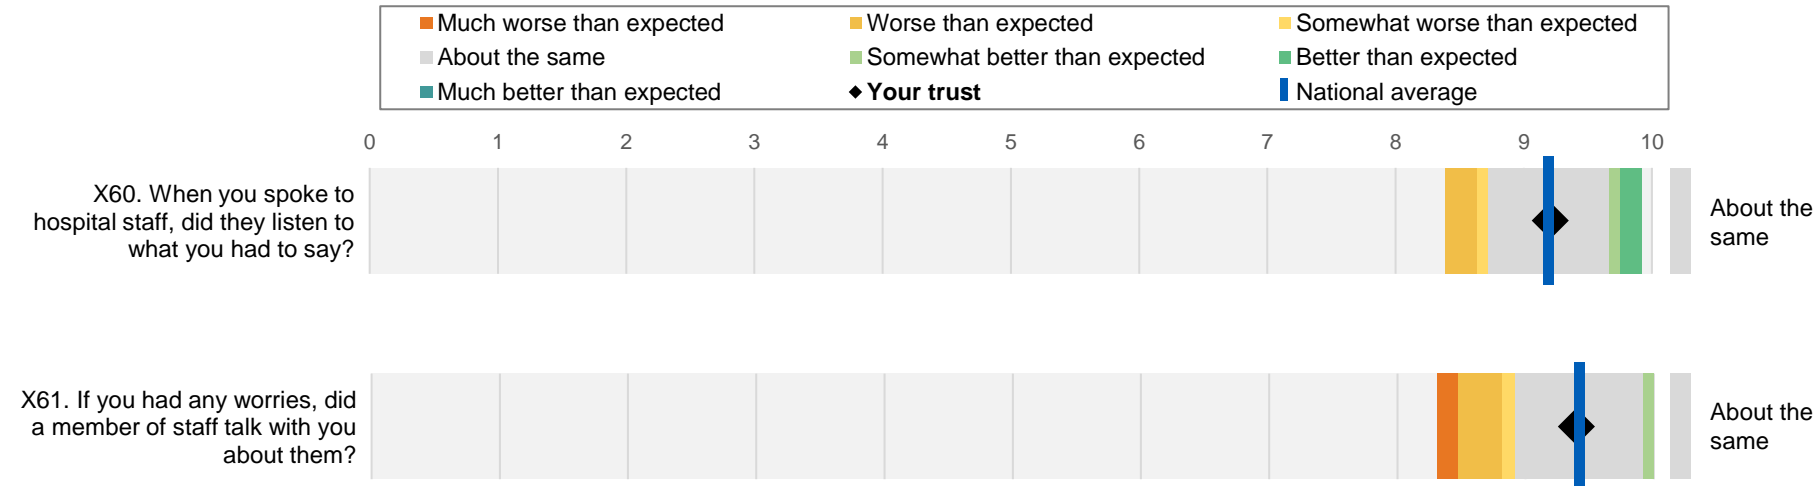 Much worse than expected
Worse than expected
Somewhat worse than expected
About the same
Somewhat better than expected
Better than expected
Much better than expected
Your trust
National average
0 1 2 3 4 5 6 7 8 9 10
X60. When you spoke to
hospital staff, did they listen to
what you had to say?
About the
same
X61. If you had any worries, did
a member of staff talk with you
about them?
About the
same